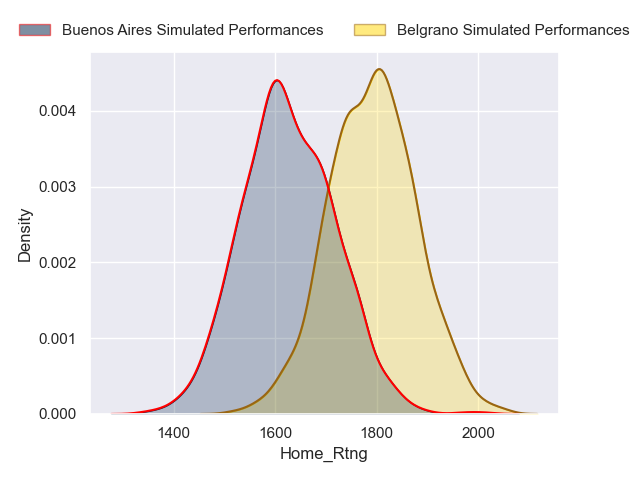 Buenos Aires Simulated Performances
Belgrano Simulated Performances
Density
0.004
0.003
0.002
0.001
0.000
1400
1600
1800
2000
Home_Rtng